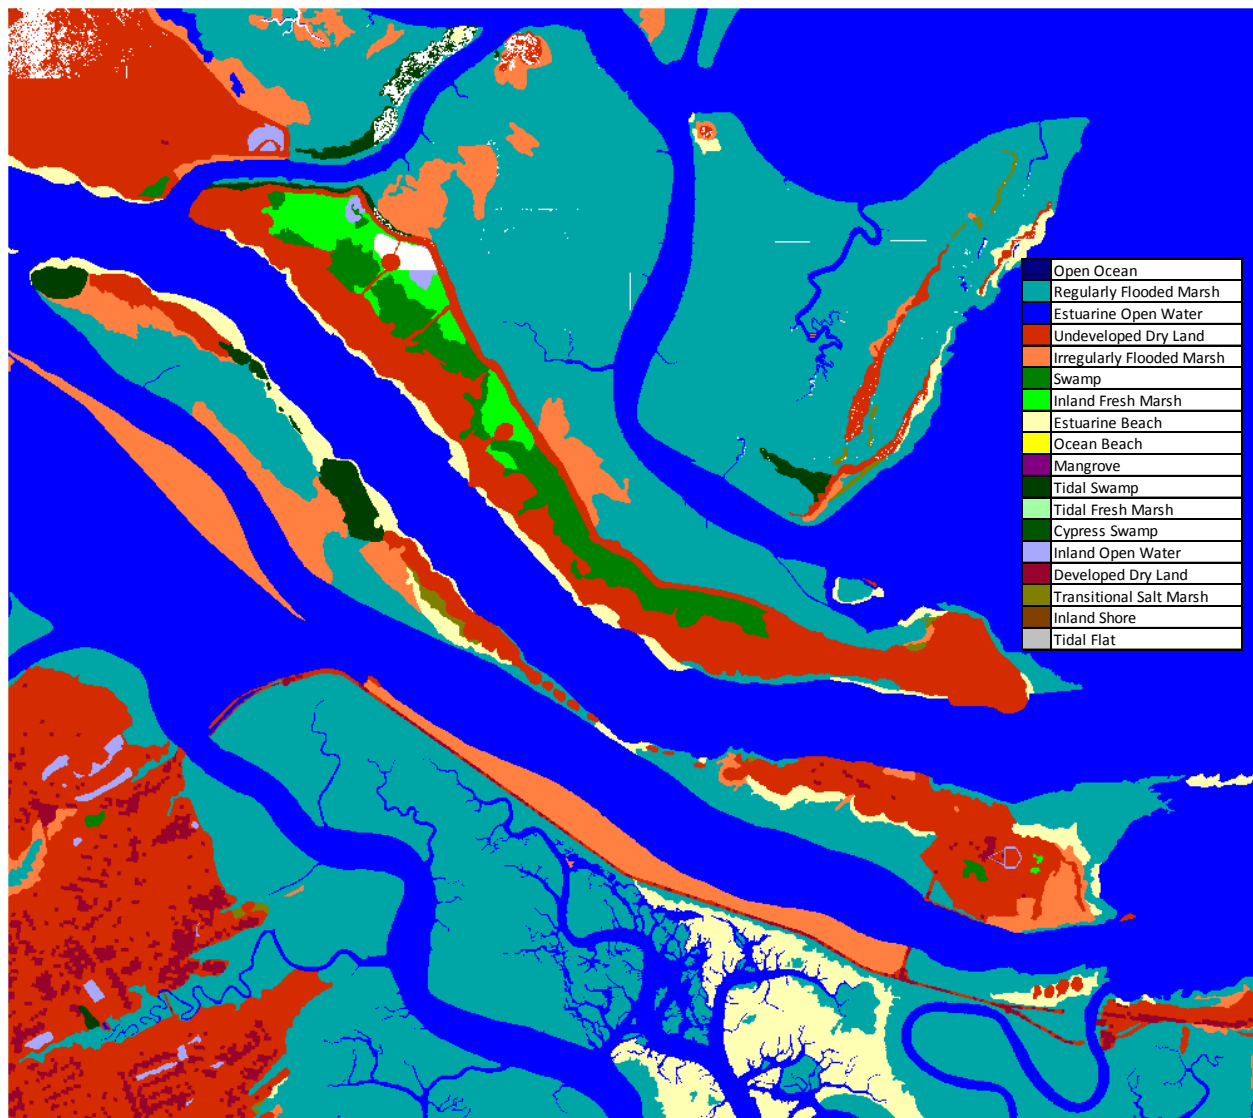 Open Ocean
Regularly Flooded Marsh
Estuarine Open Water
Undeveloped Dry Land
Irregularly Flooded Marsh
Swamp
Inland Fresh Marsh
Estuarine Beach
Ocean Beach
Mangrove
Tidal Swamp
Tidal Fresh Marsh
Cypress Swamp
Inland Open Water
Developed Dry Land
Transitional Salt Marsh
Inland Shore
Tidal Flat